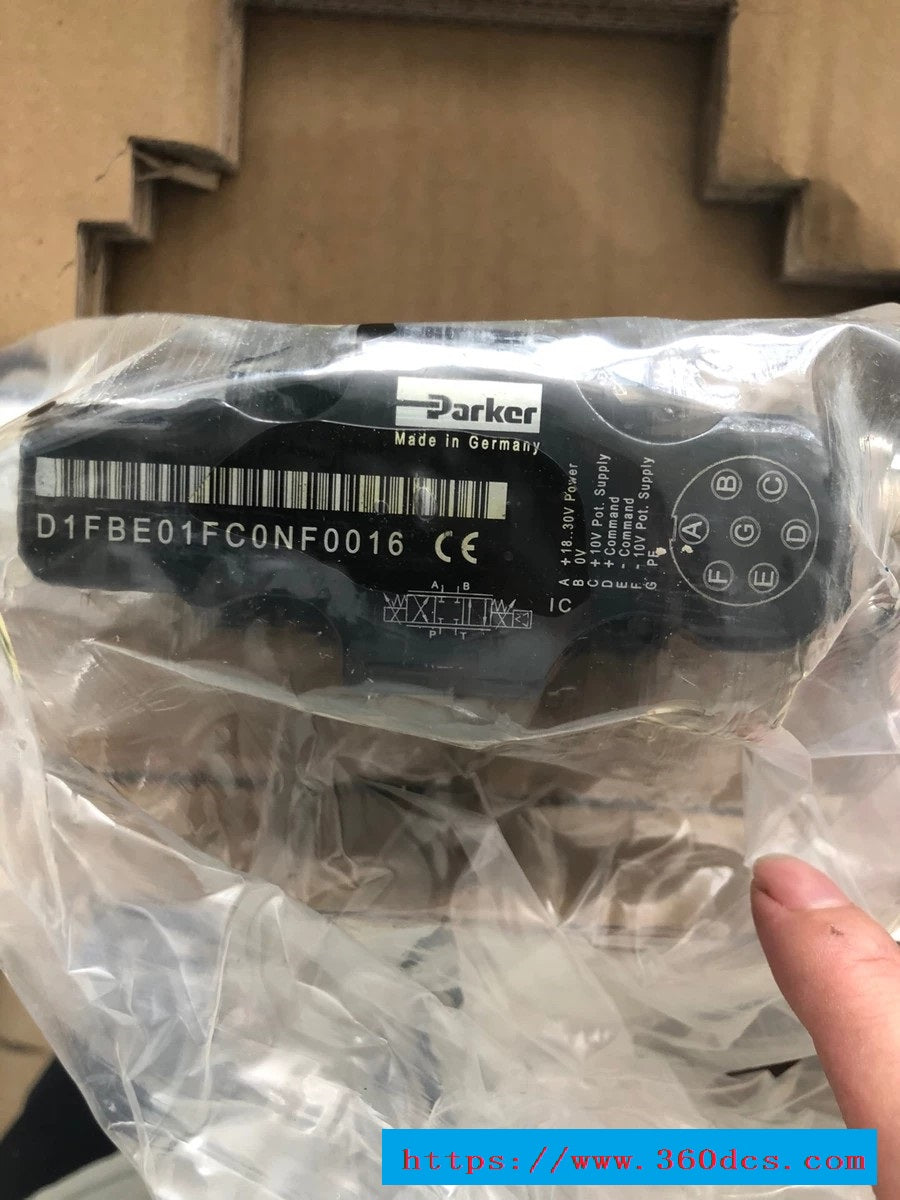 Parker
Made in Germany
D1FBE01FC0NF0016 CE
A +18..30V Power
B 0V
C +10V Pot. Supply
D + Command
E - Command
F - 10V Pot. Supply
G PE
B C
A G D
F E
A B
P T
IC
https://www.360dcs.com